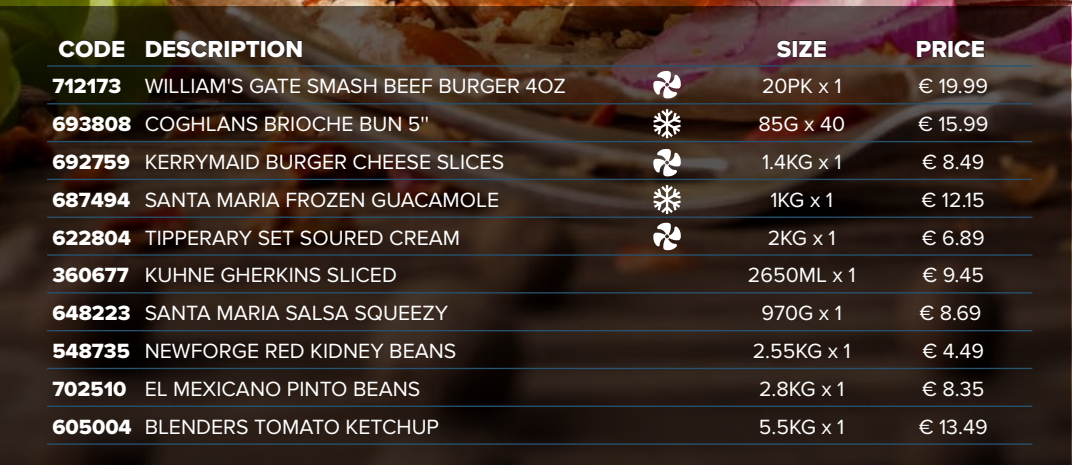 CODE DESCRIPTION SIZE PRICE
712173 WILLIAM'S GATE SMASH BEEF BURGER 4OZ 20PK x 1 € 19.99
693808 COGHLANS BRIOCHE BUN 5" 85G x 40 € 15.99
692759 KERRYMAID BURGER CHEESE SLICES 1.4KG x 1 € 8.49
687494 SANTA MARIA FROZEN GUACAMOLE 1KG x 1 € 12.15
622804 TIPPERARY SET SOURED CREAM 2KG x 1 € 6.89
360677 KUHNE GHERKINS SLICED 2650ML x 1 € 9.45
648223 SANTA MARIA SALSA SQUEEZY 970G x 1 € 8.69
548735 NEWFORGE RED KIDNEY BEANS 2.55KG x 1 € 4.49
702510 EL MEXICANO PINTO BEANS 2.8KG x 1 € 8.35
605004 BLENDERS TOMATO KETCHUP 5.5KG x 1 € 13.49